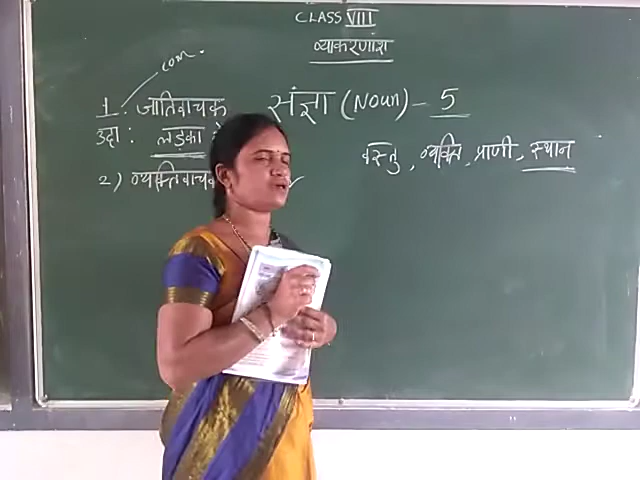 CLASS VIII
व्याकरणांश
com.
1. जातिवाचक संज्ञा (Noun) - 5
उदा : लड़का
वस्तु, व्यक्ति, प्राणी, स्थान
2) व्यक्तिवाचक